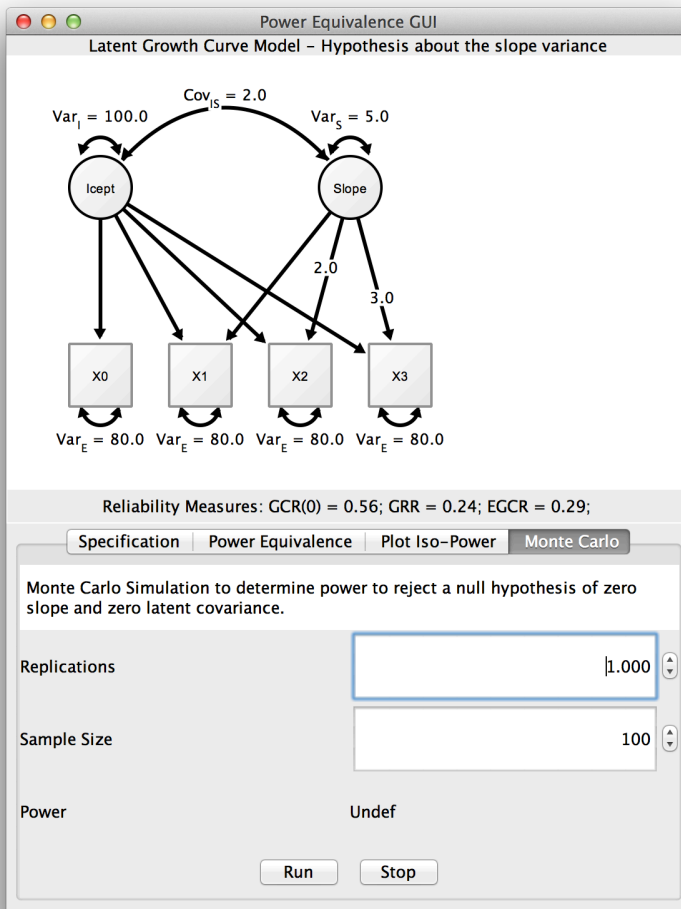 Power Equivalence GUI
Latent Growth Curve Model – Hypothesis about the slope variance
Cov_IS = 2.0
Var_I = 100.0
Var_S = 5.0
Icept
Slope
2.0
3.0
X0
X1
X2
X3
Var_E = 80.0 Var_E = 80.0 Var_E = 80.0 Var_E = 80.0
Reliability Measures: GCR(0) = 0.56; GRR = 0.24; EGCR = 0.29;
Specification Power Equivalence Plot Iso-Power Monte Carlo
Monte Carlo Simulation to determine power to reject a null hypothesis of zero
slope and zero latent covariance.
Replications 1.000
Sample Size 100
Power Undef
Run Stop